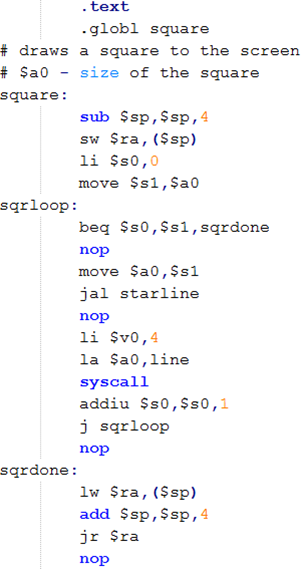 .text
.globl square
# draws a square to the screen
# $a0 - size of the square
square:
sub $sp,$sp,4
sw $ra,($sp)
li $s0,0
move $s1,$a0
sqrloop:
beq $s0,$s1,sqrdone
nop
move $a0,$s1
jal starline
nop
li $v0,4
la $a0,line
syscall
addiu $s0,$s0,1
j sqrloop
nop
sqrdone:
lw $ra,($sp)
add $sp,$sp,4
jr $ra
nop